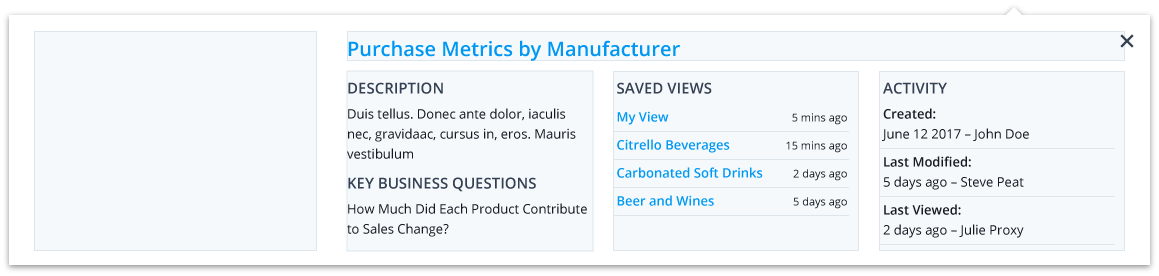 Purchase Metrics by Manufacturer
DESCRIPTION
Duis tellus. Donec ante dolor, iaculis
nec, gravidaac, cursus in, eros. Mauris
vestibulum
KEY BUSINESS QUESTIONS
How Much Did Each Product Contribute
to Sales Change?
SAVED VIEWS
My View 5 mins ago
Citrello Beverages 15 mins ago
Carbonated Soft Drinks 2 days ago
Beer and Wines 5 days ago
ACTIVITY
Created:
June 12 2017 – John Doe
Last Modified:
5 days ago – Steve Peat
Last Viewed:
2 days ago – Julie Proxy